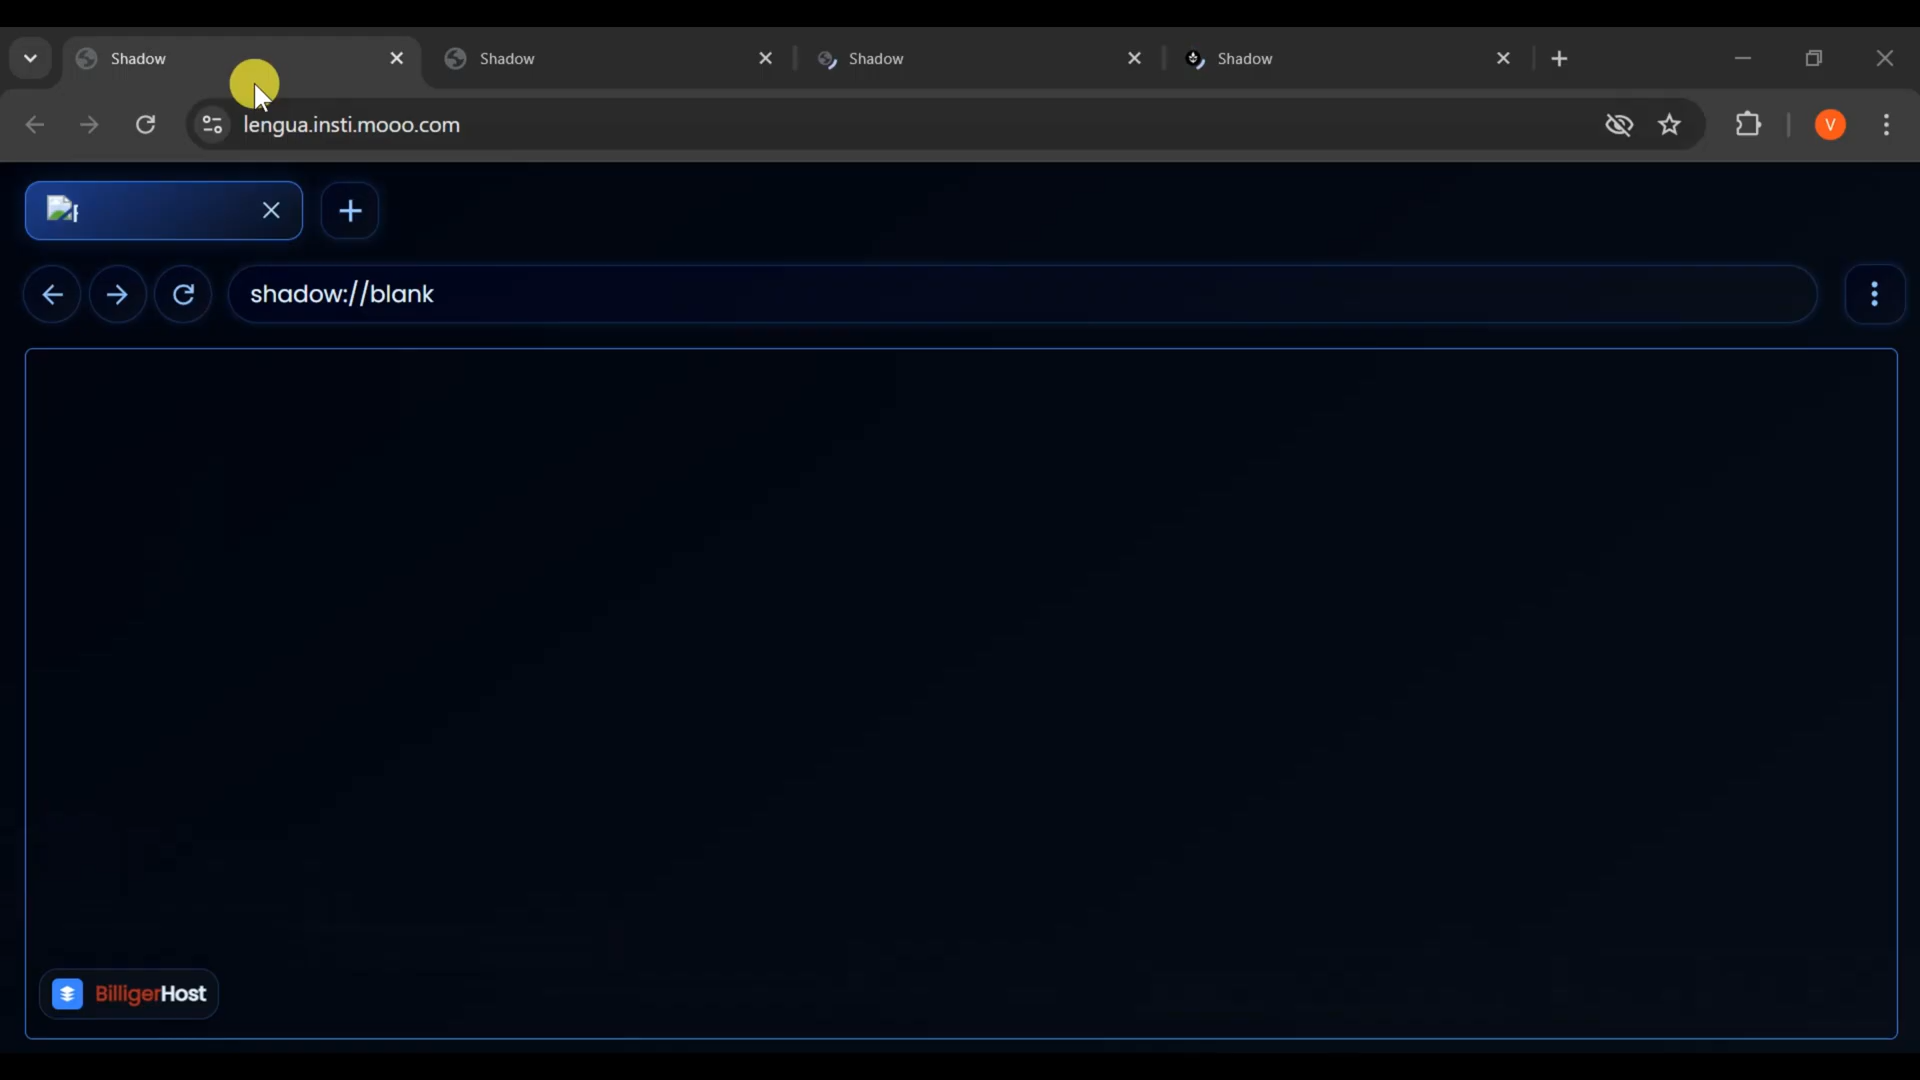 Shadow
Shadow
Shadow
Shadow
lengua.insti.mooo.com
V
shadow://blank
BilligerHost